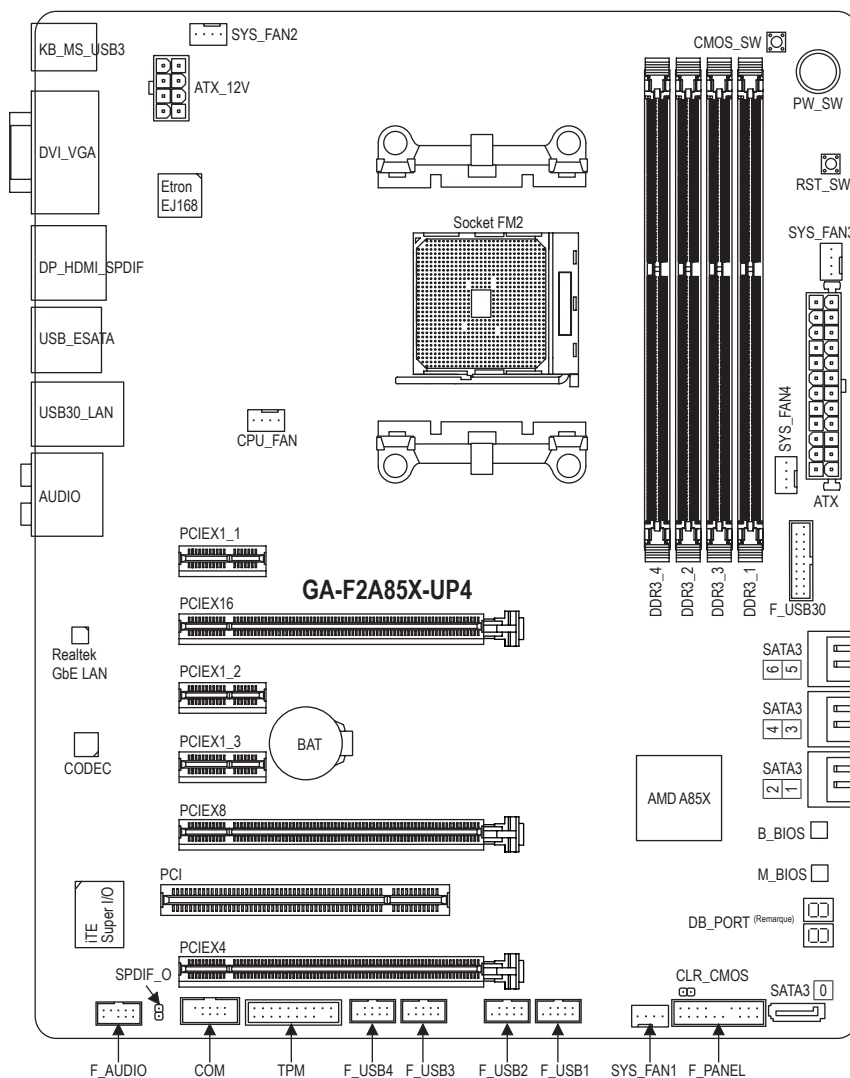 KB_MS_USB3
SYS_FAN2
CMOS_SW
ATX_12V
PW_SW
DVI_VGA
Etron
EJ168
RST_SW
Socket FM2
SYS_FAN3
DP_HDMI_SPDIF
USB_ESATA
USB30_LAN
CPU_FAN
SYS_FAN4
AUDIO
ATX
PCIEX1_1
GA-F2A85X-UP4
DDR3_4
DDR3_2
DDR3_3
DDR3_1
F_USB30
PCIEX16
Realtek
GbE LAN
SATA3
6 5
PCIEX1_2
SATA3
4 3
PCIEX1_3
BAT
CODEC
SATA3
2 1
AMD A85X
PCIEX8
B_BIOS
PCI
M_BIOS
iTE
Super I/O
DB_PORT (Remarque)
PCIEX4
SPDIF_O
CLR_CMOS
SATA3 0
F_AUDIO
COM
TPM
F_USB4
F_USB3
F_USB2
F_USB1
SYS_FAN1
F_PANEL